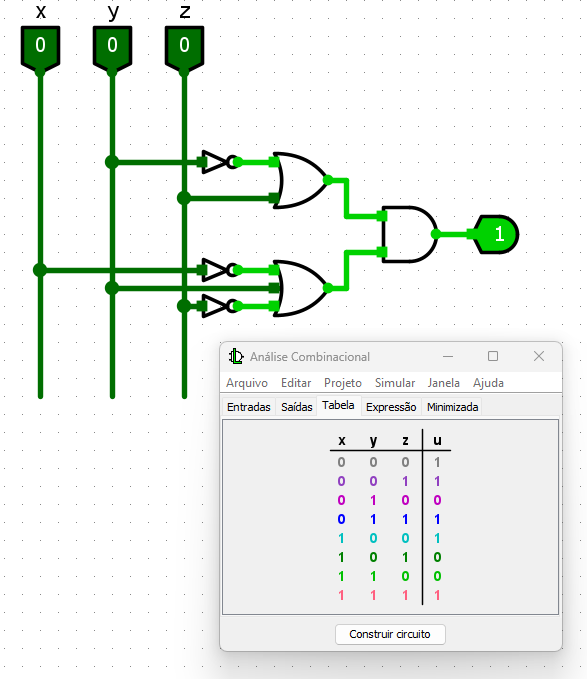 x y z
0 0 0
1
Análise Combinacional
Arquivo Editar Projeto Simular Janela Ajuda
Entradas Saídas Tabela Expressão Minimizada
x y z u
0 0 0 1
0 0 1 1
0 1 0 0
0 1 1 1
1 0 0 1
1 0 1 0
1 1 0 0
1 1 1 1
Construir circuito